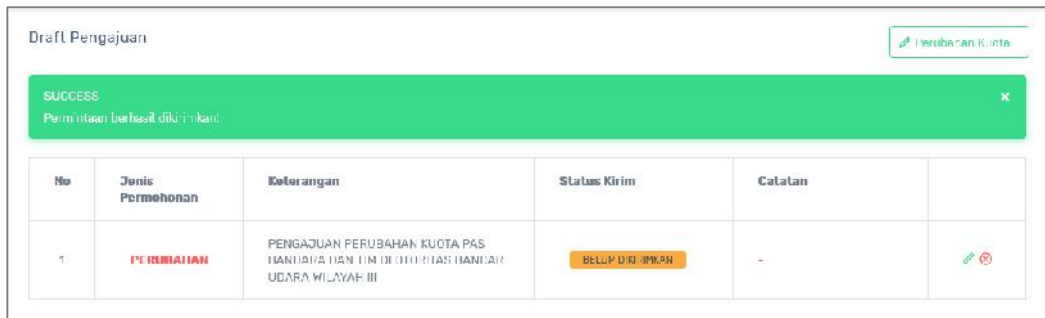 Draft Pengajuan
Perubahan Kuota
SUCCESS
Permintaan berhasil dikirimkan!
No
Jenis
Permohonan
Keterangan
Status Kirim
Catatan
1
PERUBAHAN
PENGAJUAN PERUBAHAN KUOTA PAS
BANDARA DAN TIM DI OTORITAS BANDAR
UDARA WILAYAH III
BELUM DIKIRIMKAN
-